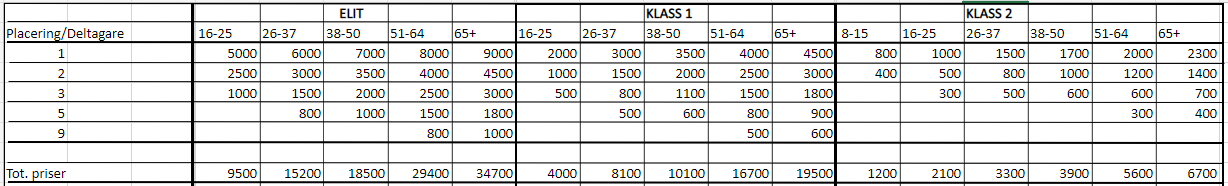 ELIT KLASS 1 KLASS 2
Placering/Deltagare 16-25 26-37 38-50 51-64 65+ 16-25 26-37 38-50 51-64 65+ 8-15 16-25 26-37 38-50 51-64 65+
1 5000 6000 7000 8000 9000 2000 3000 3500 4000 4500 800 1000 1500 1700 2000 2300
2 2500 3000 3500 4000 4500 1000 1500 2000 2500 3000 400 500 800 1000 1200 1400
3 1000 1500 2000 2500 3000 500 800 1100 1500 1800 300 500 600 600 700
5 800 1000 1500 1800 500 600 800 900 300 400
9 800 1000 500 600
Tot. priser 9500 15200 18500 29400 34700 4000 8100 10100 16700 19500 1200 2100 3300 3900 5600 6700